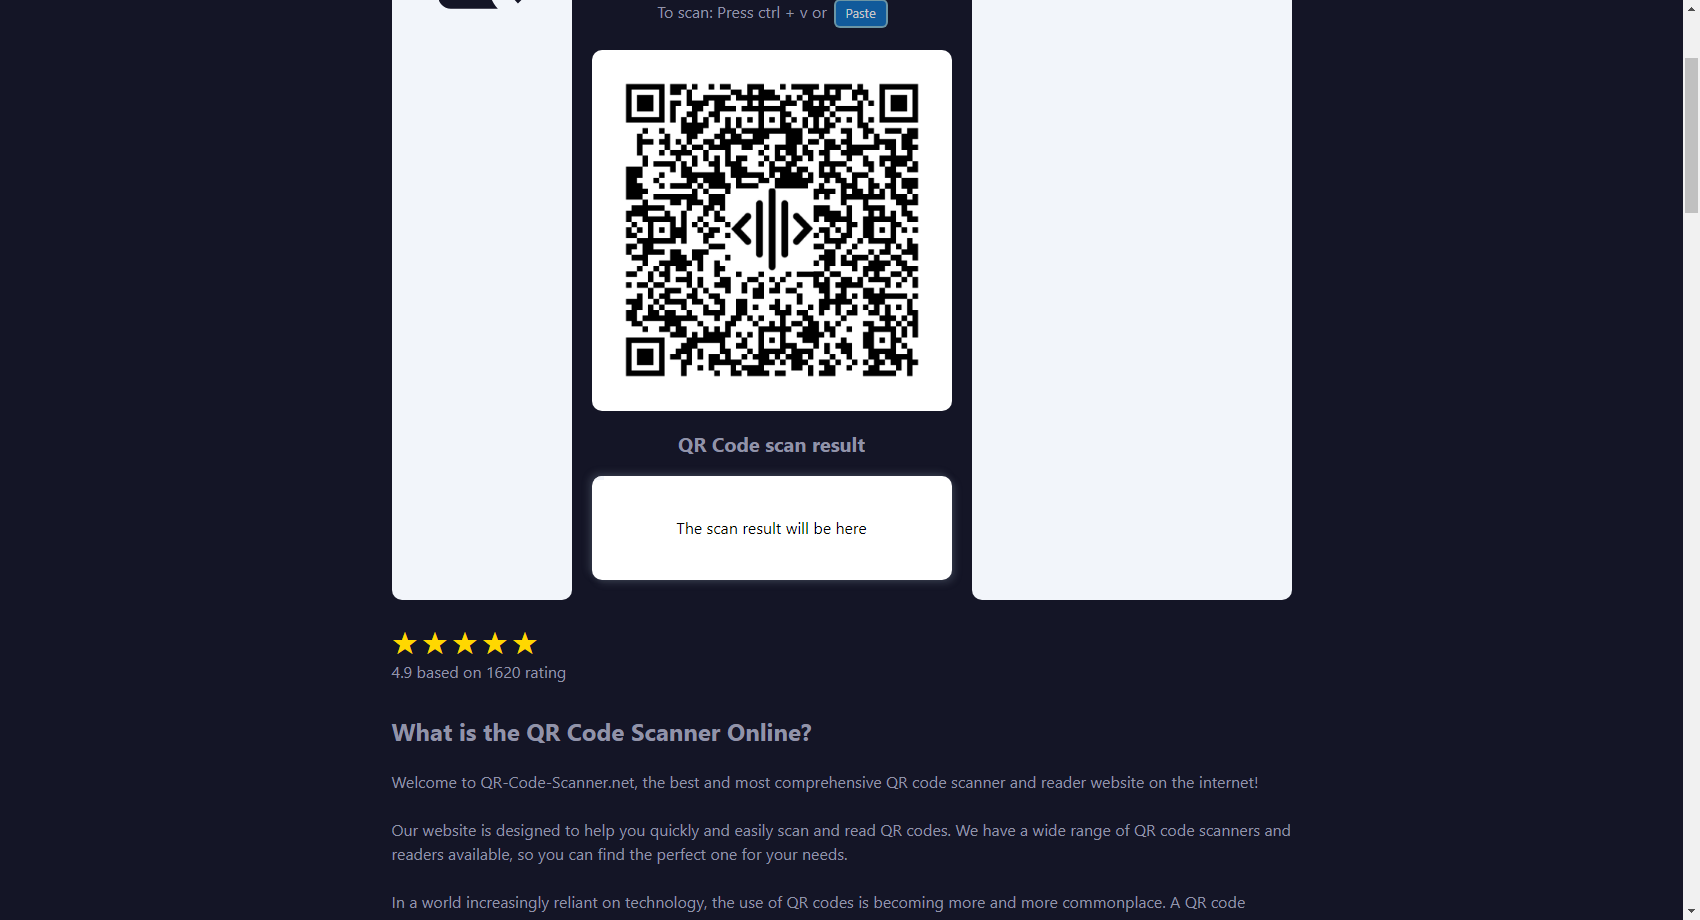 To scan: Press ctrl + v or Paste
QR Code scan result
The scan result will be here
4.9 based on 1620 rating
What is the QR Code Scanner Online?
Welcome to QR-Code-Scanner.net, the best and most comprehensive QR code scanner and reader website on the internet!
Our website is designed to help you quickly and easily scan and read QR codes. We have a wide range of QR code scanners and
readers available, so you can find the perfect one for your needs.
In a world increasingly reliant on technology, the use of QR codes is becoming more and more commonplace. A QR code